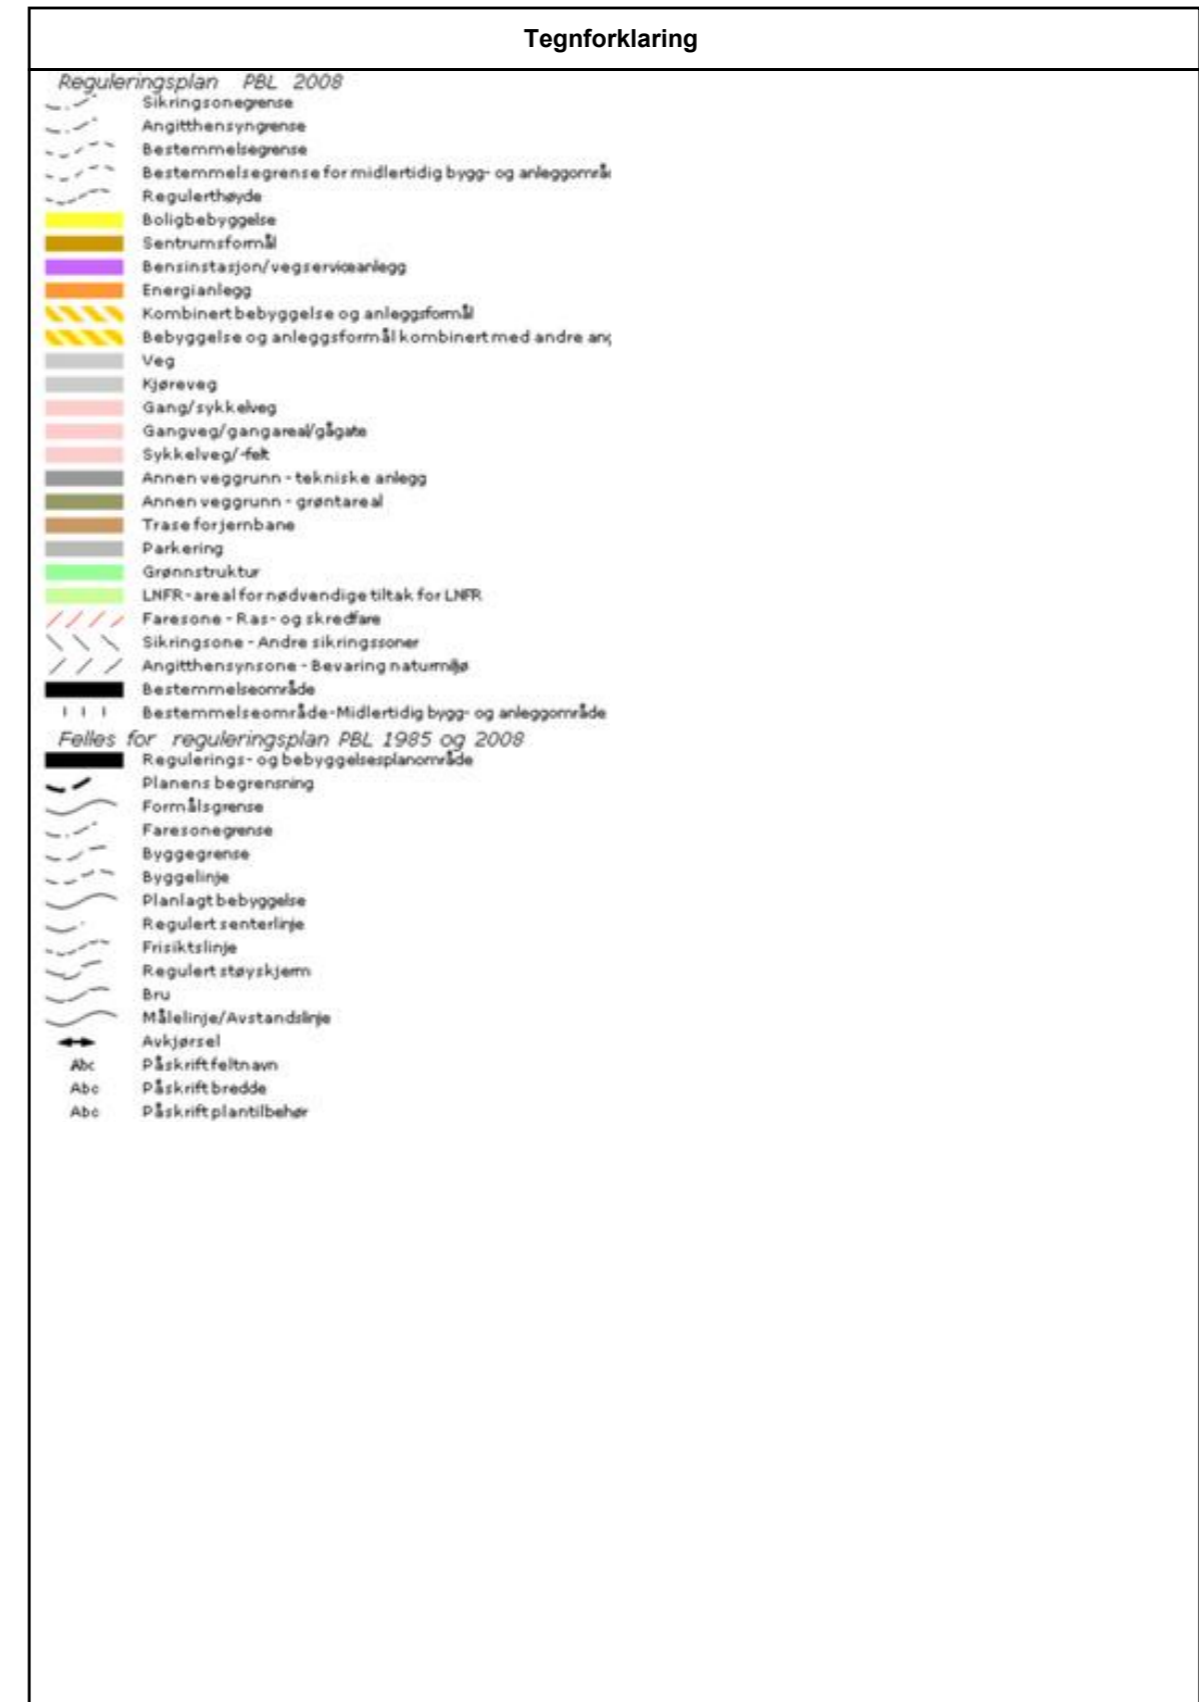 Tegnforklaring
Reguleringsplan PBL 2008
Sikringsonegrense
Angitthensyngrense
Bestemmelsegrense
Bestemmelsegrense for midlertidig bygg- og anleggområ
Regulerthøyde
Boligbebyggelse
Sentrumsformål
Bensinstasjon/vegserviceanlegg
Energianlegg
Kombinert bebyggelse og anleggsformål
Bebyggelse og anleggsformål kombinert med andre ang
Veg
Kjøreveg
Gang/sykkelveg
Gangveg/gangareal/gågate
Sykkelveg/-felt
Annen veggrunn - tekniske anlegg
Annen veggrunn - grøntareal
Trase for jernbane
Parkering
Grønnstruktur
LNFR-areal for nødvendige tiltak for LNFR
Faresone - Ras- og skredfare
Sikringsone - Andre sikringssoner
Angitthensynsone - Bevaring naturmiljø
Bestemmelseområde
Bestemmelseområde-Midlertidig bygg- og anleggområde
Felles for reguleringsplan PBL 1985 og 2008
Regulerings- og bebyggelsesplanområde
Planens begrensning
Formålsgrense
Faresonegrense
Byggegrense
Byggelinje
Planlagt bebyggelse
Regulert senterlinje
Frisiktslinje
Regulert støyskjerm
Bru
Målelinje/Avstandslinje
Avkjørsel
Abc Påskrift feltnavn
Abc Påskrift bredde
Abc Påskrift plantilbehør